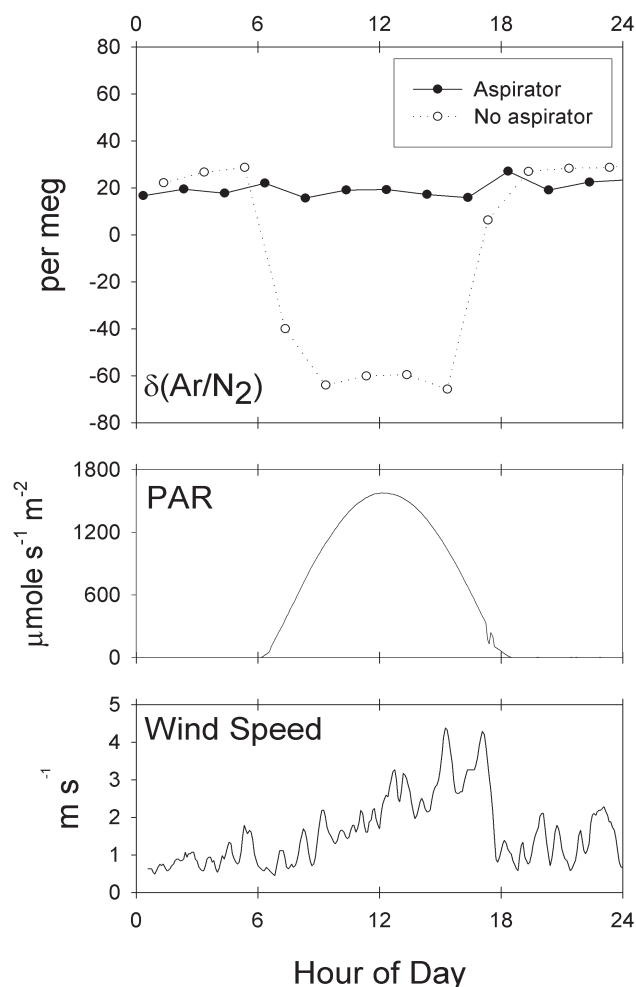 0 6 12 18 24
80
60
40
20
0
-20
-40
-60
-80
per meg
Aspirator
No aspirator
δ(Ar/N2)
1800
1200
600
0
μmole s-1 m-2
PAR
5
4
3
2
1
0
m s-1
Wind Speed
0 6 12 18 24
Hour of Day